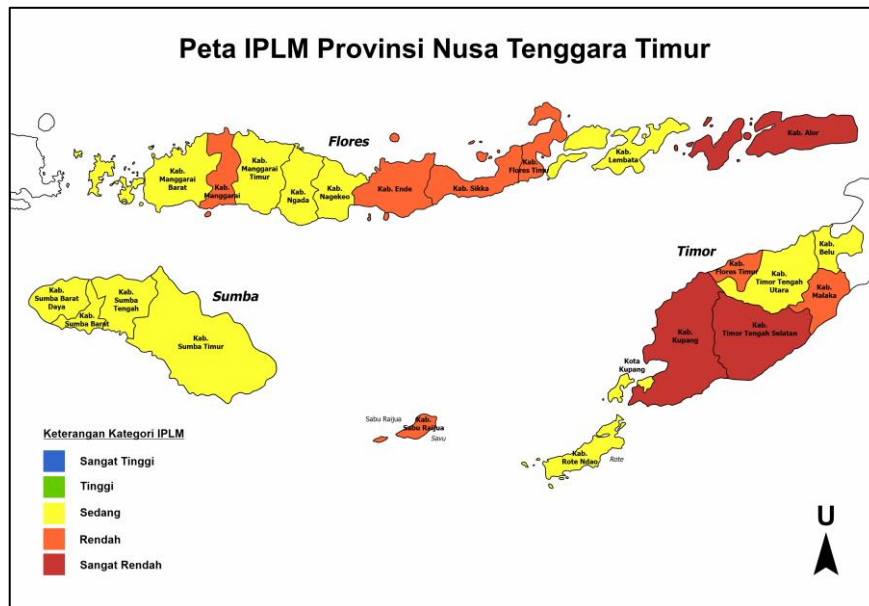 Peta IPLM Provinsi Nusa Tenggara Timur
Flores
Kab.
Manggarai
Barat
Kab.
Manggarai
Kab.
Manggarai
Timur
Kab.
Ngada
Kab.
Nagekeo
Kab. Ende
Kab. Sikka
Kab.
Flores Timu
Kab.
Lembata
Kab. Alor
Timor
Kab.
Belu
Kab.
Flores Timur
Kab.
Timor Tengah
Utara
Kab.
Malaka
Kab.
Kupang
Kab.
Timor Tengah Selatan
Kota
Kupang
Sumba
Kab.
Sumba Barat
Daya
Kab.
Sumba Barat
Kab.
Sumba
Tengah
Kab.
Sumba Timur
Sabu Raijua
Kab.
Sabu Raijua
Savu
Kab.
Rote Ndao
Rote
Keterangan Kategori IPLM
Sangat Tinggi
Tinggi
Sedang
Rendah
Sangat Rendah
U